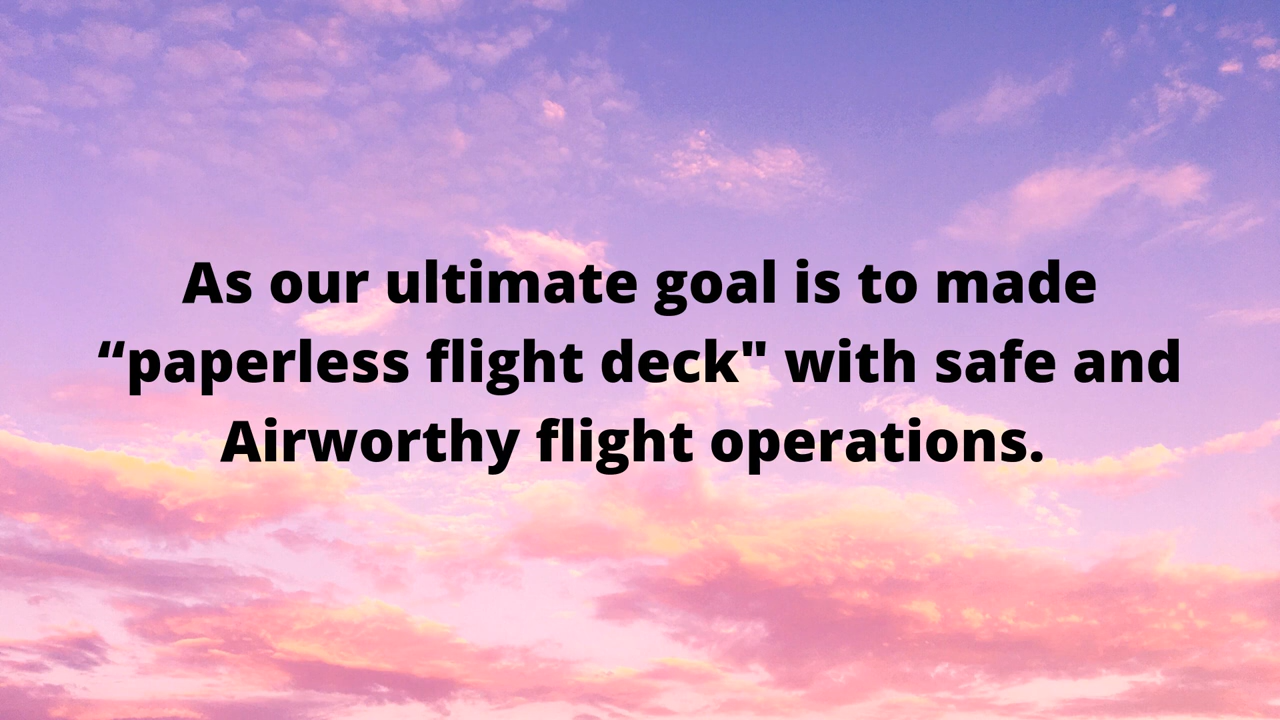 As our ultimate goal is to made
“paperless flight deck" with safe and
Airworthy flight operations.